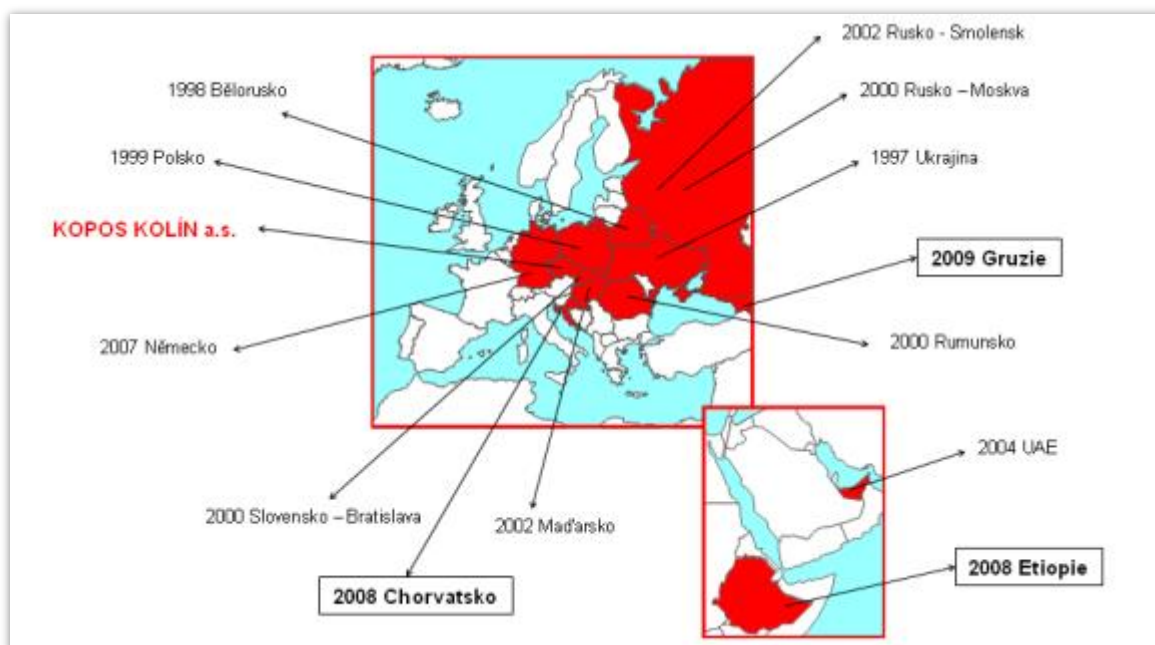 2002 Rusko - Smolensk
1998 Bělorusko
2000 Rusko – Moskva
1999 Polsko
1997 Ukrajina
KOPOS KOLÍN a.s.
2009 Gruzie
2007 Německo
2000 Rumunsko
2004 UAE
2000 Slovensko – Bratislava
2002 Maďarsko
2008 Etiopie
2008 Chorvatsko